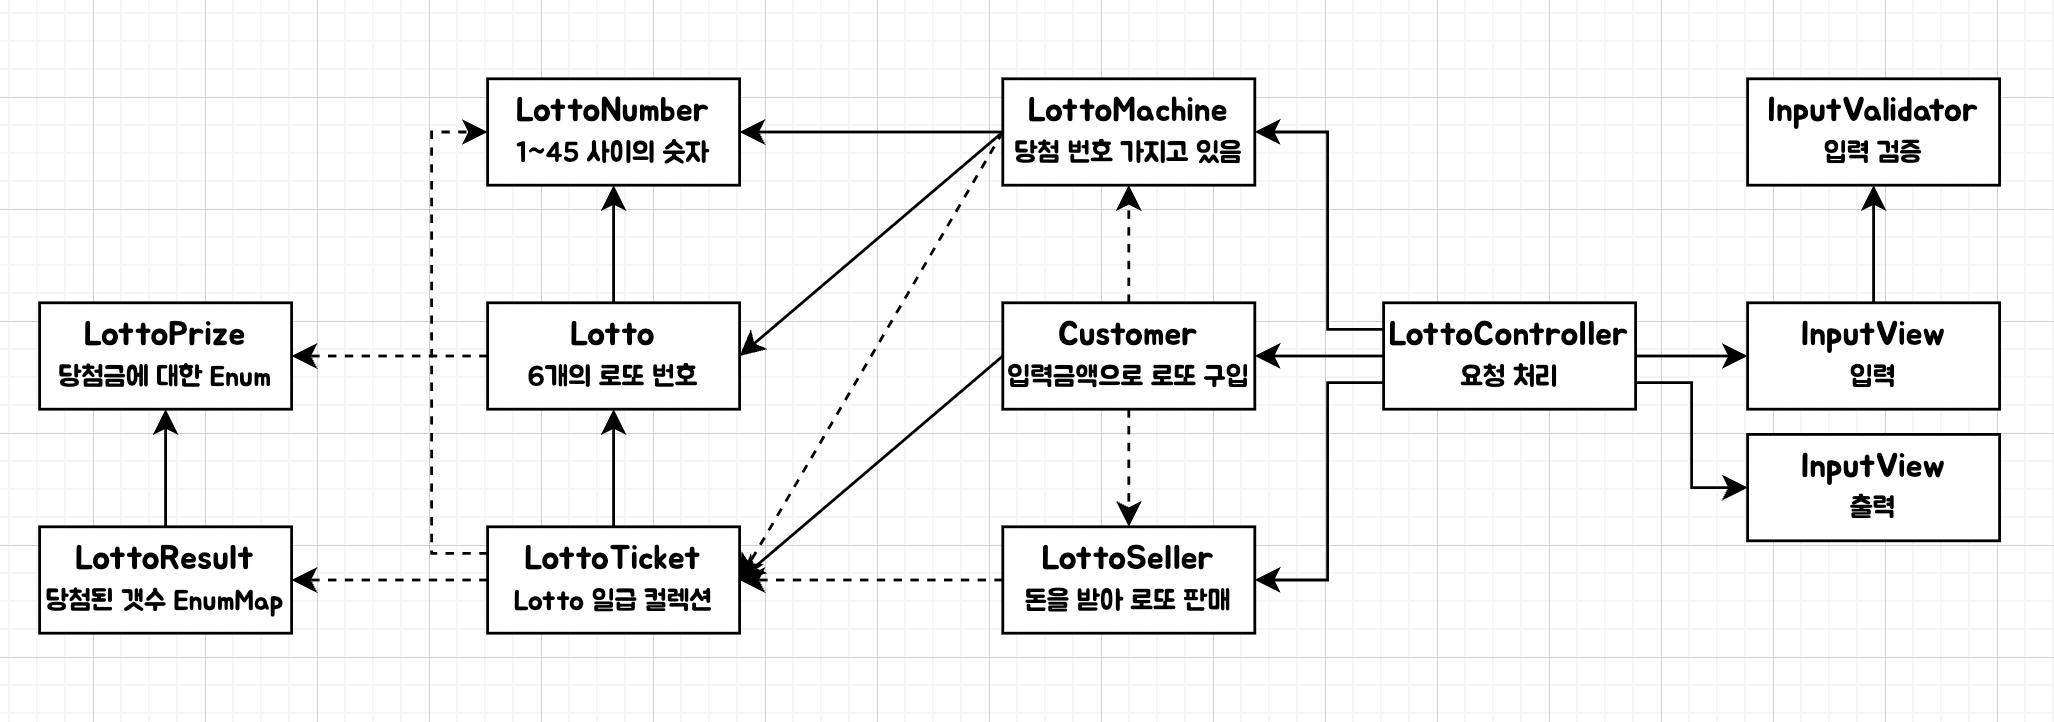 LottoNumber
1~45 사이의 숫자
LottoMachine
당첨 번호 가지고 있음
InputValidator
입력 검증
LottoPrize
당첨금에 대한 Enum
Lotto
6개의 로또 번호
Customer
입력금액으로 로또 구입
LottoController
요청 처리
InputView
입력
InputView
출력
LottoResult
당첨된 갯수 EnumMap
LottoTicket
Lotto 일급 컬렉션
LottoSeller
돈을 받아 로또 판매